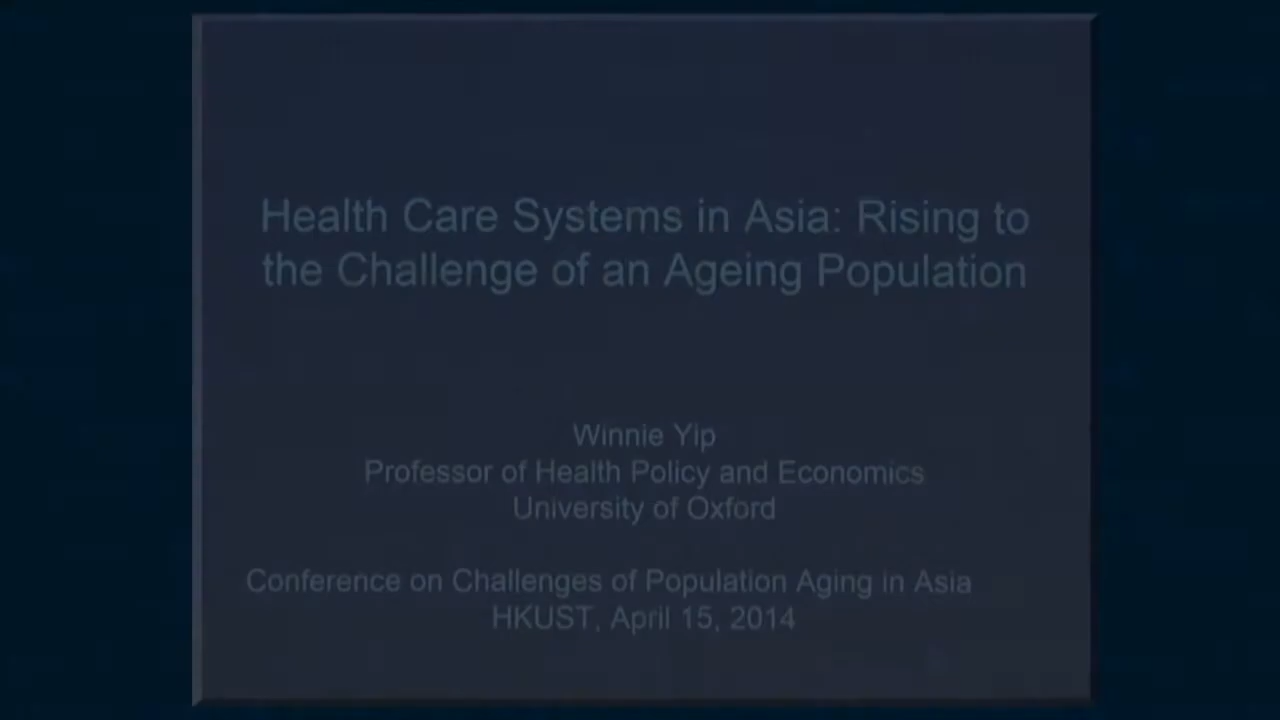 Health Care Systems in Asia: Rising to
the Challenge of an Ageing Population
Winnie Yip
Professor of Health Policy and Economics
University of Oxford
Conference on Challenges of Population Aging in Asia
HKUST, April 15, 2014